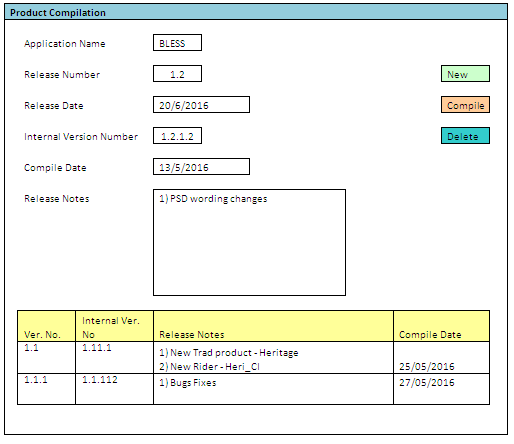 Product Compilation
Application Name BLESS
Release Number 1.2 New
Release Date 20/6/2016 Compile
Internal Version Number 1.2.1.2 Delete
Compile Date 13/5/2016
Release Notes 1) PSD wording changes
Internal Ver.
Ver. No. No Release Notes Compile Date
1.1 1.11.1 1) New Trad product - Heritage
2) New Rider - Heri_CI 25/05/2016
1.1.1 1.1.112 1) Bugs Fixes 27/05/2016